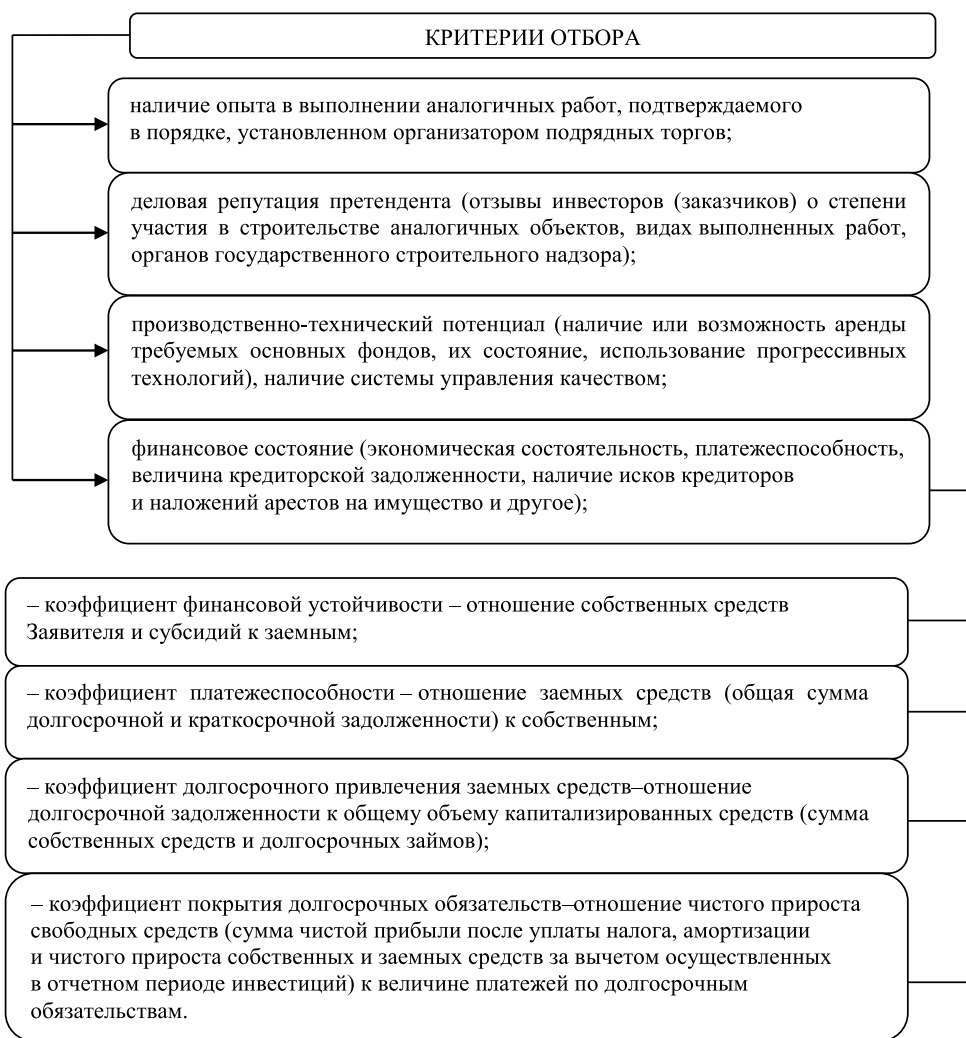 КРИТЕРИИ ОТБОРА
наличие опыта в выполнении аналогичных работ, подтверждаемого
в порядке, установленном организатором подрядных торгов;
деловая репутация претендента (отзывы инвесторов (заказчиков) о степени
участия в строительстве аналогичных объектов, видах выполненных работ,
органов государственного строительного надзора);
производственно-технический потенциал (наличие или возможность аренды
требуемых основных фондов, их состояние, использование прогрессивных
технологий), наличие системы управления качеством;
финансовое состояние (экономическая состоятельность, платежеспособность,
величина кредиторской задолженности, наличие исков кредиторов
и наложений арестов на имущество и другое);
– коэффициент финансовой устойчивости – отношение собственных средств
Заявителя и субсидий к заемным;
– коэффициент платежеспособности – отношение заемных средств (общая сумма
долгосрочной и краткосрочной задолженности) к собственным;
– коэффициент долгосрочного привлечения заемных средств–отношение
долгосрочной задолженности к общему объему капитализированных средств (сумма
собственных средств и долгосрочных займов);
– коэффициент покрытия долгосрочных обязательств–отношение чистого прироста
свободных средств (сумма чистой прибыли после уплаты налога, амортизации
и чистого прироста собственных и заемных средств за вычетом осуществленных
в отчетном периоде инвестиций) к величине платежей по долгосрочным
обязательствам.